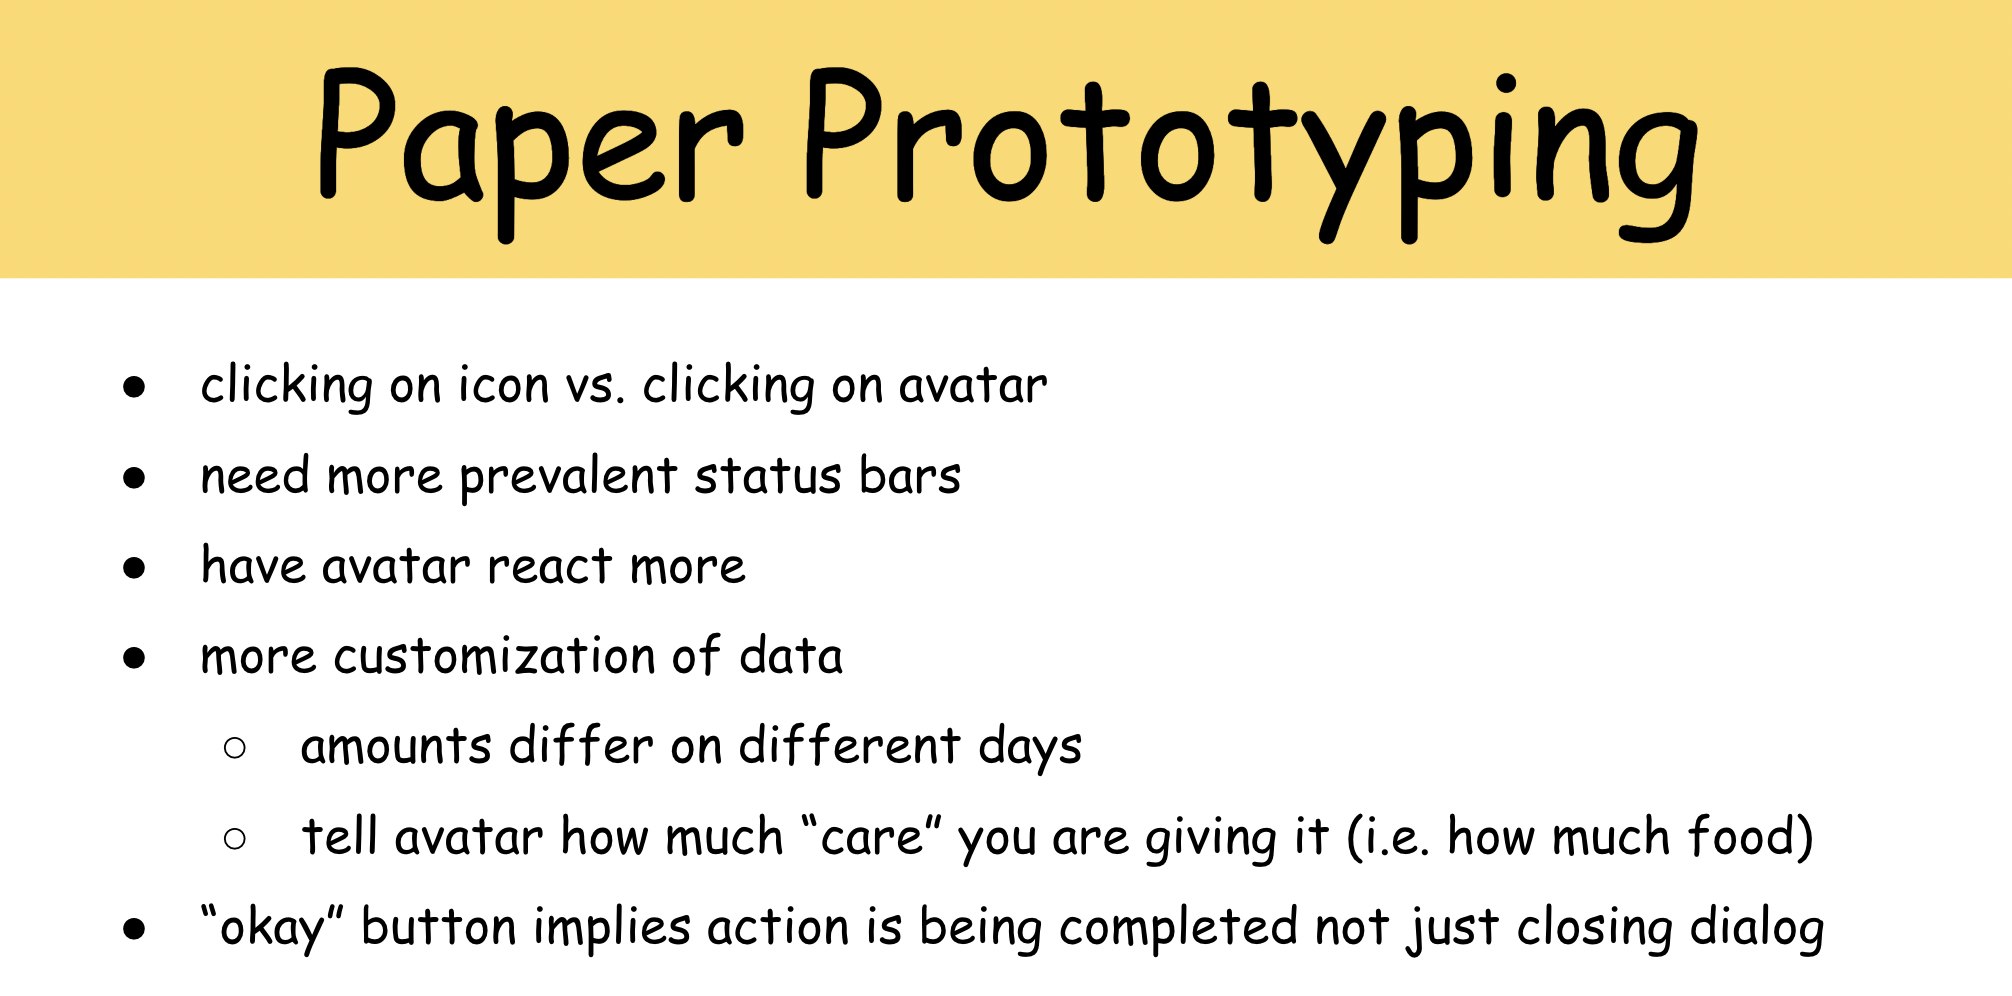 Paper Prototyping
● clicking on icon vs. clicking on avatar
● need more prevalent status bars
● have avatar react more
● more customization of data
○ amounts differ on different days
○ tell avatar how much “care” you are giving it (i.e. how much food)
● “okay” button implies action is being completed not just closing dialog